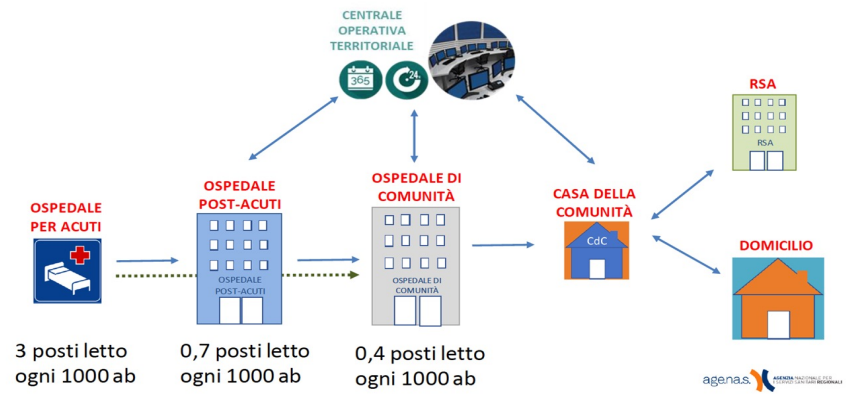 CENTRALE
OPERATIVA
TERRITORIALE
365
24
RSA
RSA
OSPEDALE
PER ACUTI
OSPEDALE
POST-ACUTI
OSPEDALE
POST-ACUTI
OSPEDALE DI
COMUNITÀ
OSPEDALE DI
COMUNITÀ
CASA DELLA
COMUNITÀ
CdC
DOMICILIO
3 posti letto
ogni 1000 ab
0,7 posti letto
ogni 1000 ab
0,4 posti letto
ogni 1000 ab
age.na.s.
AGENZIA NAZIONALE PER
I SERVIZI SANITARI REGIONALI